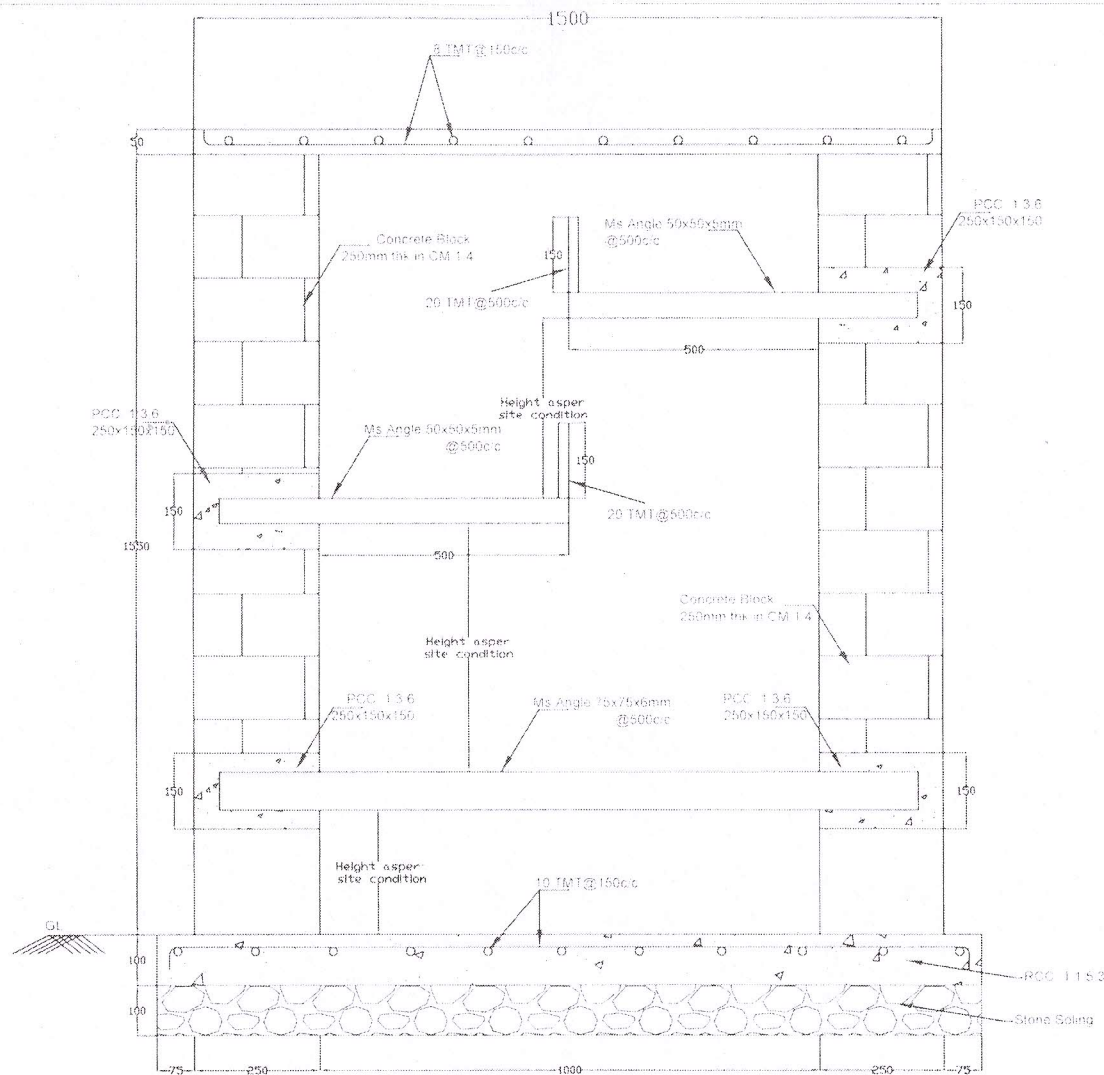 1500
8 TMT@150c/c
50
PCC 1:3:6
250x150x150
Ms Angle 50x50x5mm
@500c/c
Concrete Block
250mm thk in CM 1:4
150
20 TMT@500c/c
150
500
Height asper
site condition
PCC 1:3:6
250x150x150
Ms Angle 50x50x5mm
@500c/c
150
150
20 TMT@500c/c
1550
500
Concrete Block
250mm thk in CM 1:4
Height asper
site condition
PCC 1:3:6
250x150x150
Ms Angle 75x75x6mm
@500c/c
PCC 1:3:6
250x150x150
150
150
Height asper
site condition
10 TMT@150c/c
GL
100
RCC 1:1.5:3
100
Stone Soling
75
250
1000
250
75